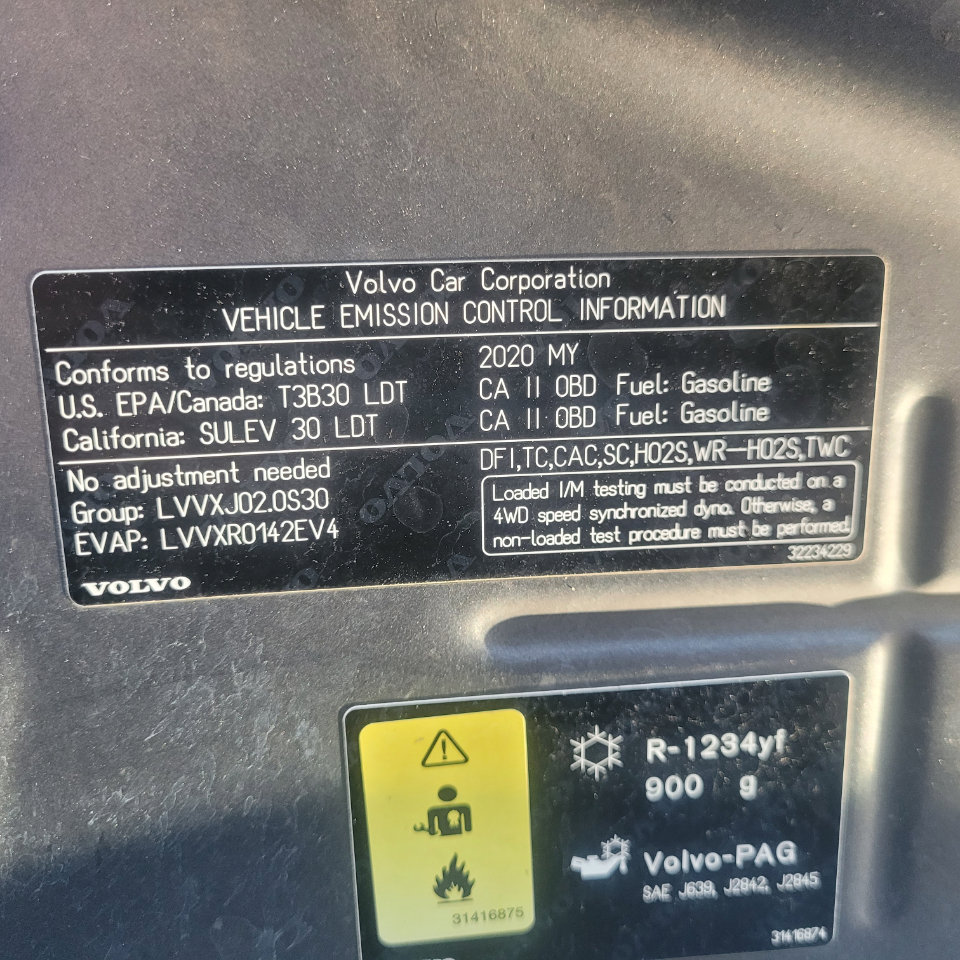 Volvo Car Corporation
VEHICLE EMISSION CONTROL INFORMATION
Conforms to regulations 2020 MY
U.S. EPA/Canada: T3B30 LDT CA II OBD Fuel: Gasoline
California: SULEV 30 LDT CA II OBD Fuel: Gasoline
No adjustment needed DFI,TC,CAC,SC,HO2S,WR-HO2S,TWC
Group: LVVXJ02.0S30
EVAP: LVVXR0142EV4
Loaded I/M testing must be conducted on a
4WD speed synchronized dyno. Otherwise, a
non-loaded test procedure must be performed.
32234229
VOLVO
R-1234yf
900 g
Volvo-PAG
SAE J639, J2842, J2845
31416875
31416874